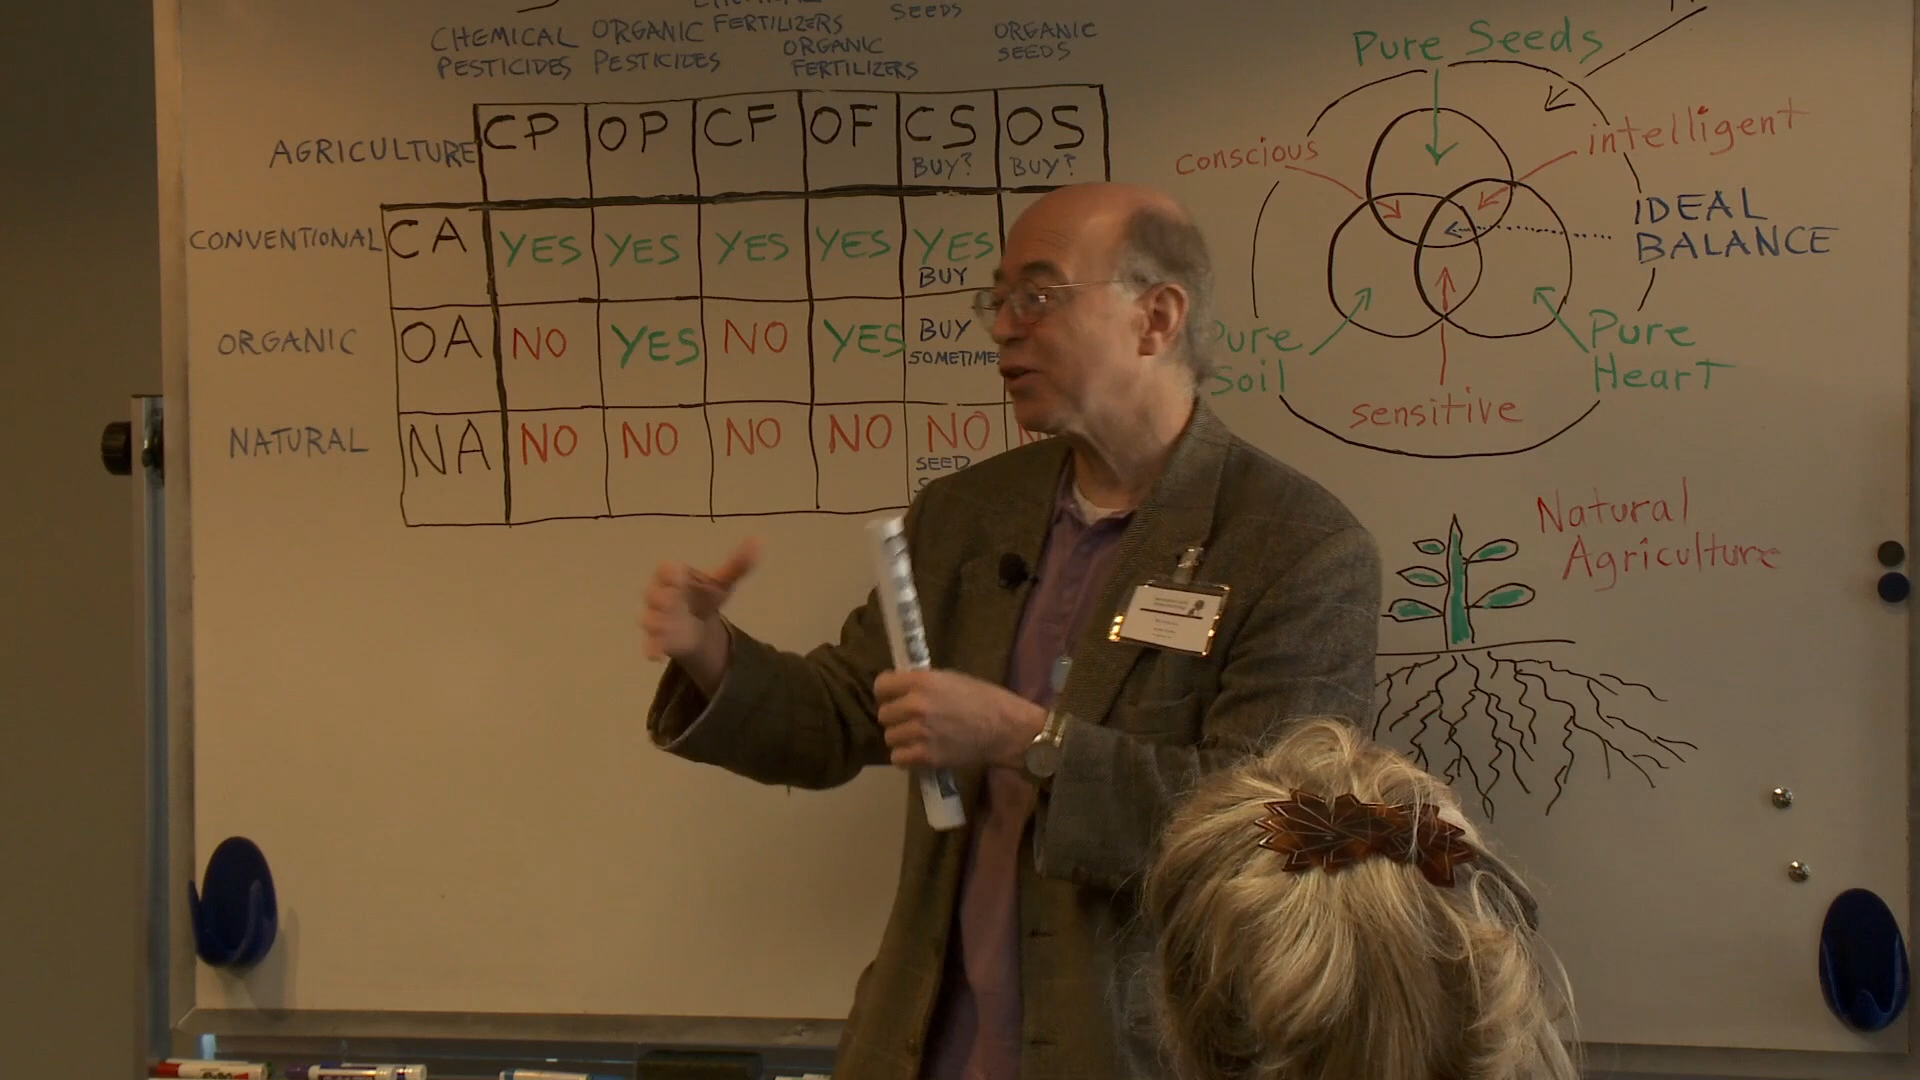 SEEDS
CHEMICAL
PESTICIDES
ORGANIC
PESTICIDES
FERTILIZERS
ORGANIC
FERTILIZERS
ORGANIC
SEEDS
AGRICULTURE
CP OP CF OF CS OS
BUY? BUY?
CONVENTIONAL CA YES YES YES YES YES
BUY
ORGANIC OA NO YES NO YES BUY
SOMETIMES
NATURAL NA NO NO NO NO NO
SEED
Pure Seeds
conscious
intelligent
IDEAL
BALANCE
Pure
Soil
Pure
Heart
sensitive
Natural
Agriculture